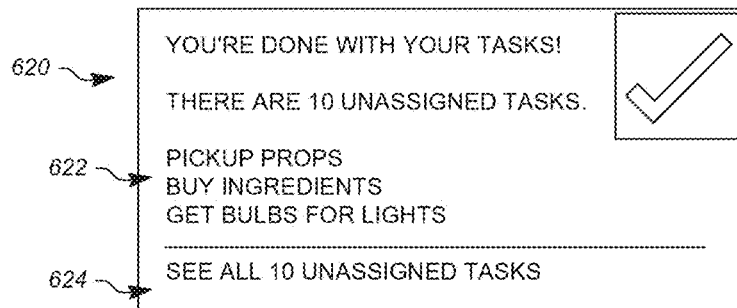 YOU'RE DONE WITH YOUR TASKS!
620
THERE ARE 10 UNASSIGNED TASKS.
PICKUP PROPS
622
BUY INGREDIENTS
GET BULBS FOR LIGHTS
SEE ALL 10 UNASSIGNED TASKS
624